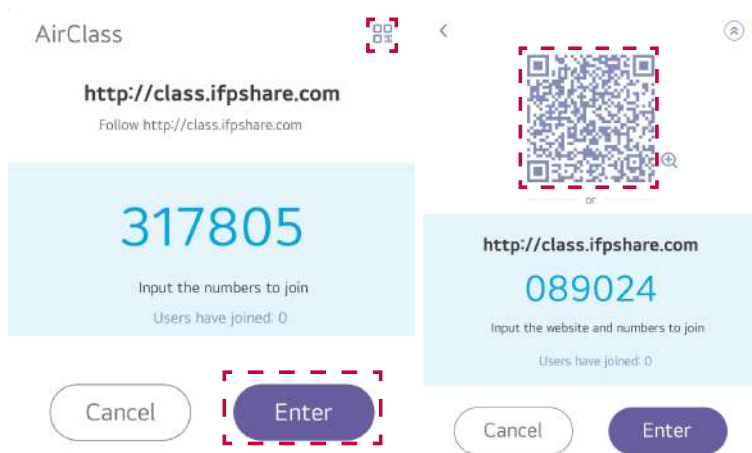 AirClass
http://class.ifpshare.com
Follow http://class.ifpshare.com
317805
Input the numbers to join
Users have joined: 0
Cancel
Enter
or
http://class.ifpshare.com
089024
Input the website and numbers to join
Users have joined: 0
Cancel
Enter